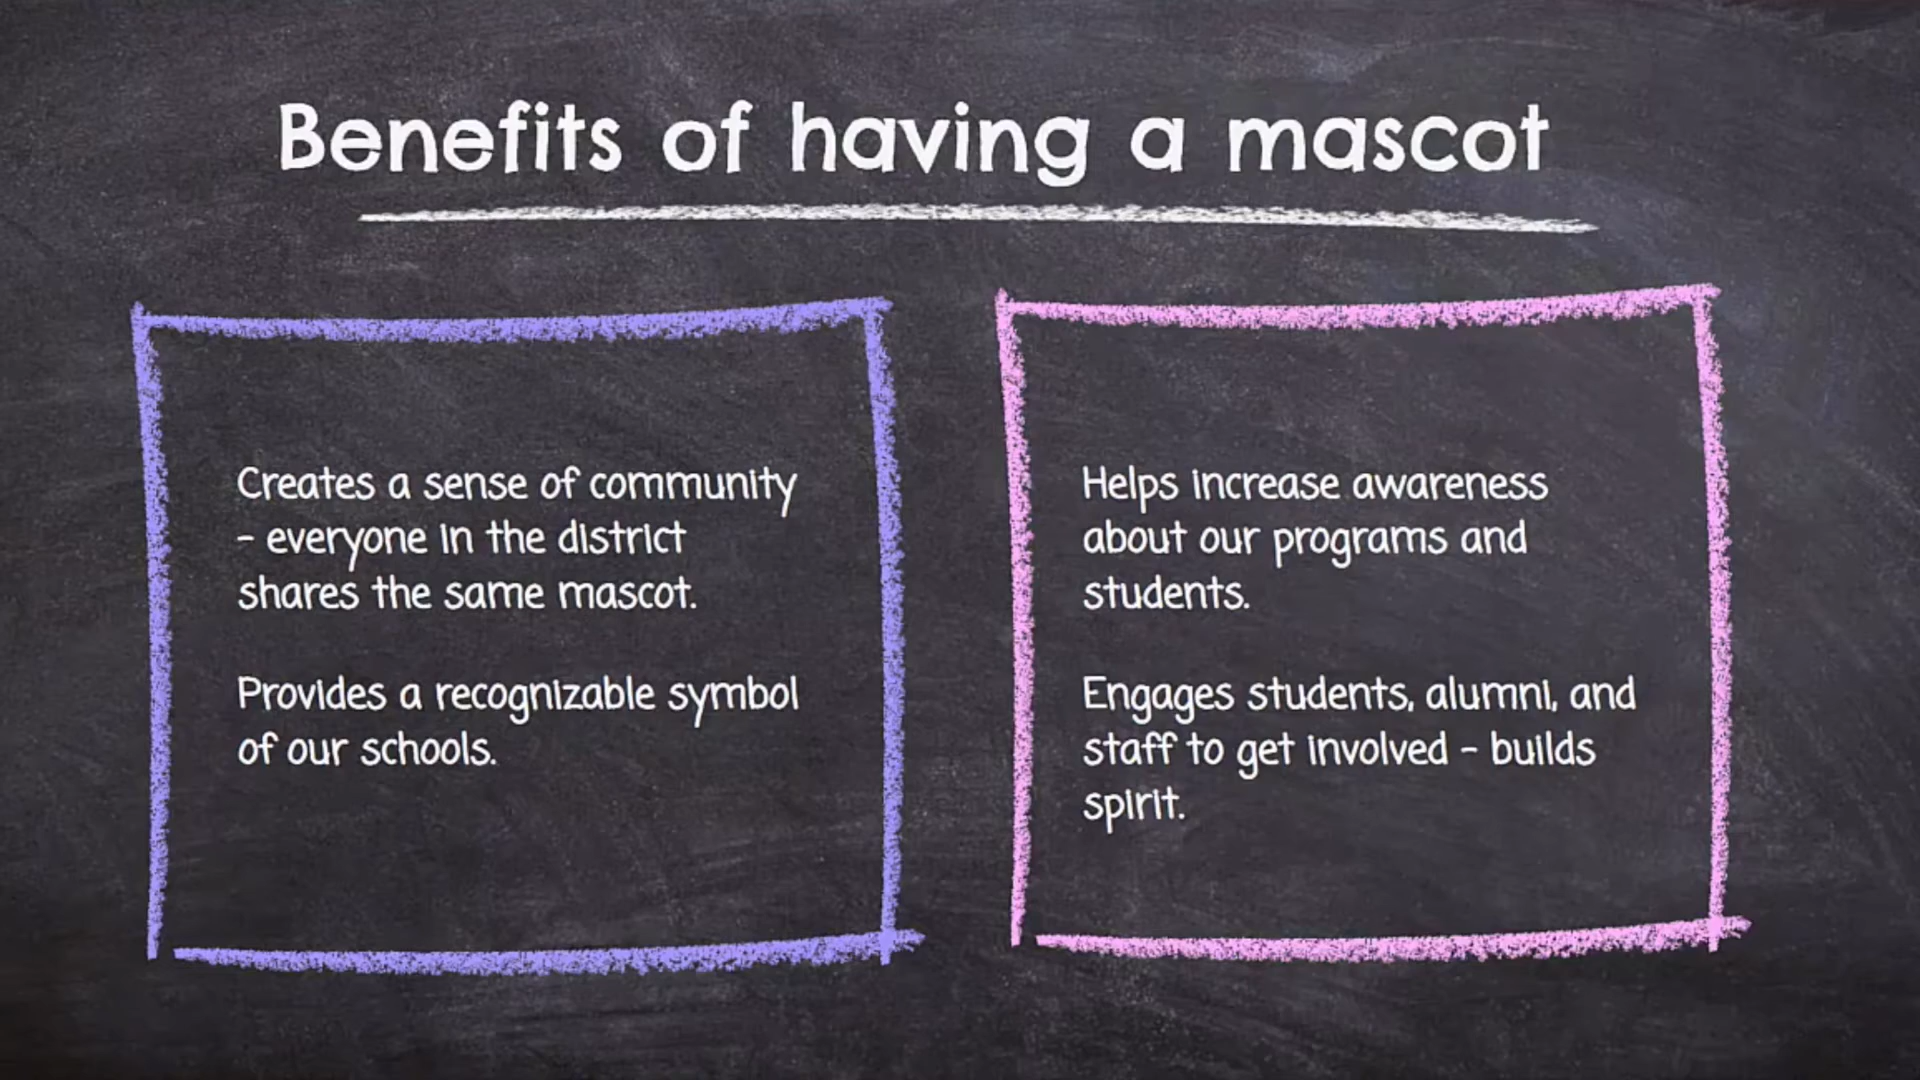 Benefits of having a mascot
Creates a sense of community
- everyone in the district
shares the same mascot.
Provides a recognizable symbol
of our schools.
Helps increase awareness
about our programs and
students.
Engages students, alumni, and
staff to get involved - builds
spirit.